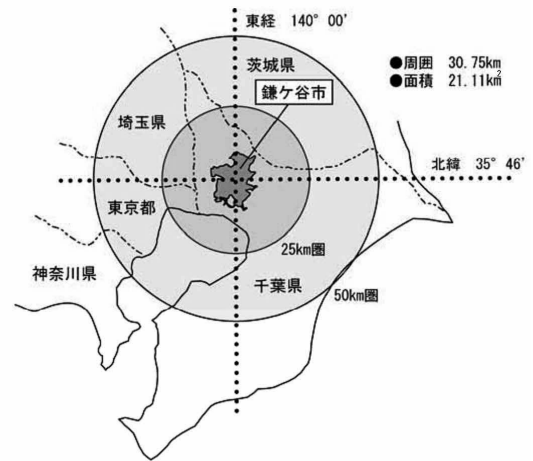 東経 140° 00'
●周囲 30.75km
●面積 21.11km2
茨城県
鎌ケ谷市
埼玉県
北緯 35° 46'
東京都
25km圏
神奈川県
千葉県
50km圏